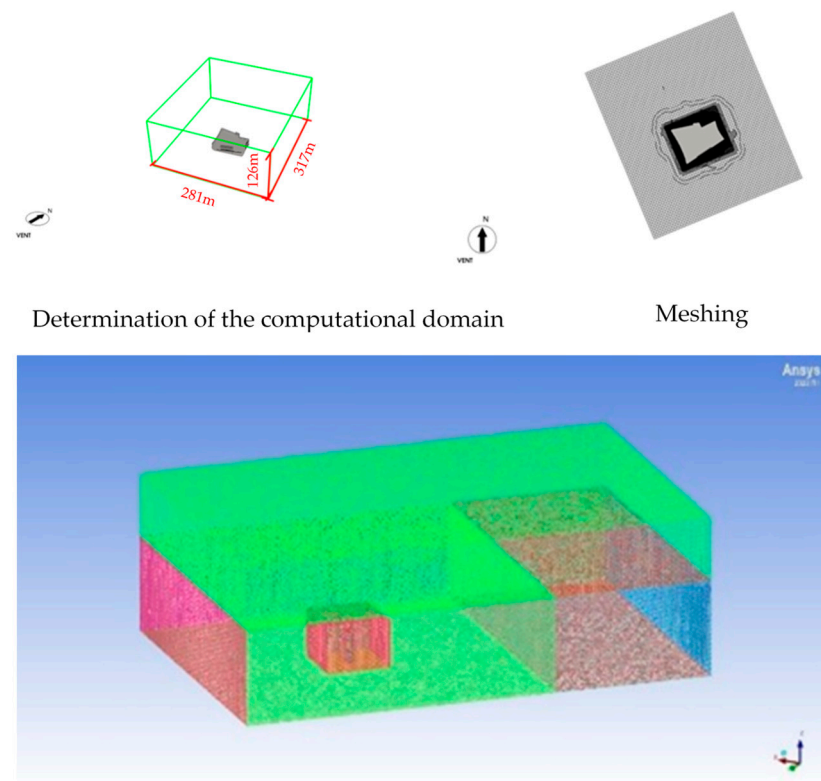 281m
126m
317m
N
VENT
N
VENT
Determination of the computational domain
Meshing
Ansys